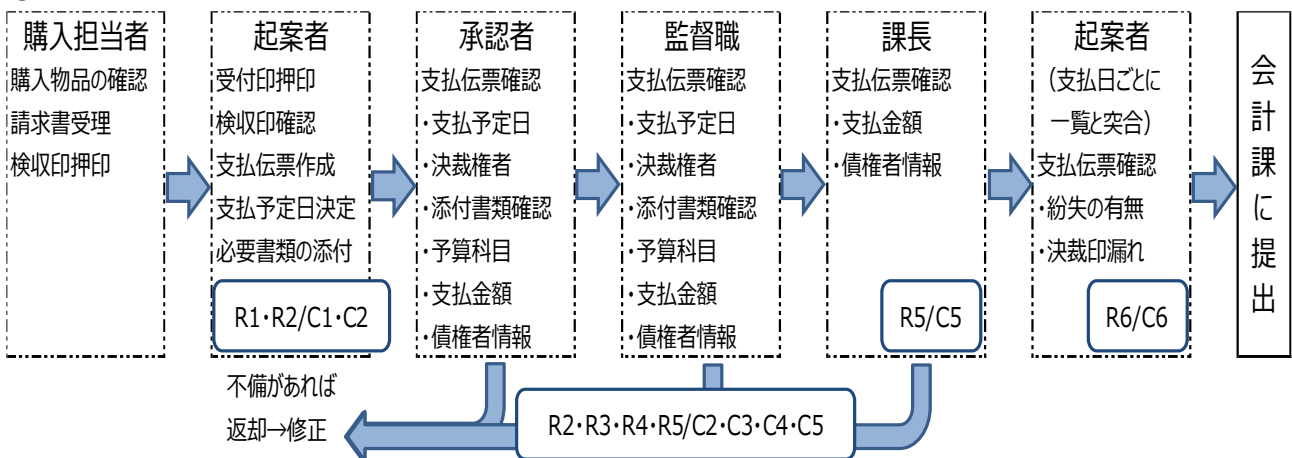 購入担当者
購入物品の確認
請求書受理
検収印押印
起案者
受付印押印
検収印確認
支払伝票作成
支払予定日決定
必要書類の添付
R1・R2/C1・C2
承認者
支払伝票確認
・支払予定日
・決裁権者
・添付書類確認
・予算科目
・支払金額
・債権者情報
監督職
支払伝票確認
・支払予定日
・決裁権者
・添付書類確認
・予算科目
・支払金額
・債権者情報
課長
支払伝票確認
・支払金額
・債権者情報
R5/C5
起案者
(支払日ごとに
一覧と突合)
支払伝票確認
・紛失の有無
・決裁印漏れ
R6/C6
会計課に提出
不備があれば
返却→修正
R2・R3・R4・R5/C2・C3・C4・C5